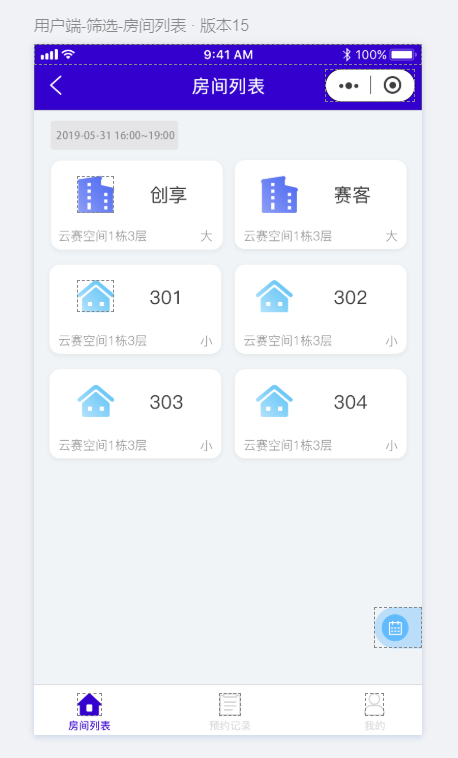 用户端-筛选-房间列表 · 版本15
9:41 AM
100%
房间列表
2019-05-31 16:00~19:00
创享
赛客
云赛空间1栋3层 大
云赛空间1栋3层 大
301
302
云赛空间1栋3层 小
云赛空间1栋3层 小
303
304
云赛空间1栋3层 小
云赛空间1栋3层 小
房间列表
预约记录
我的